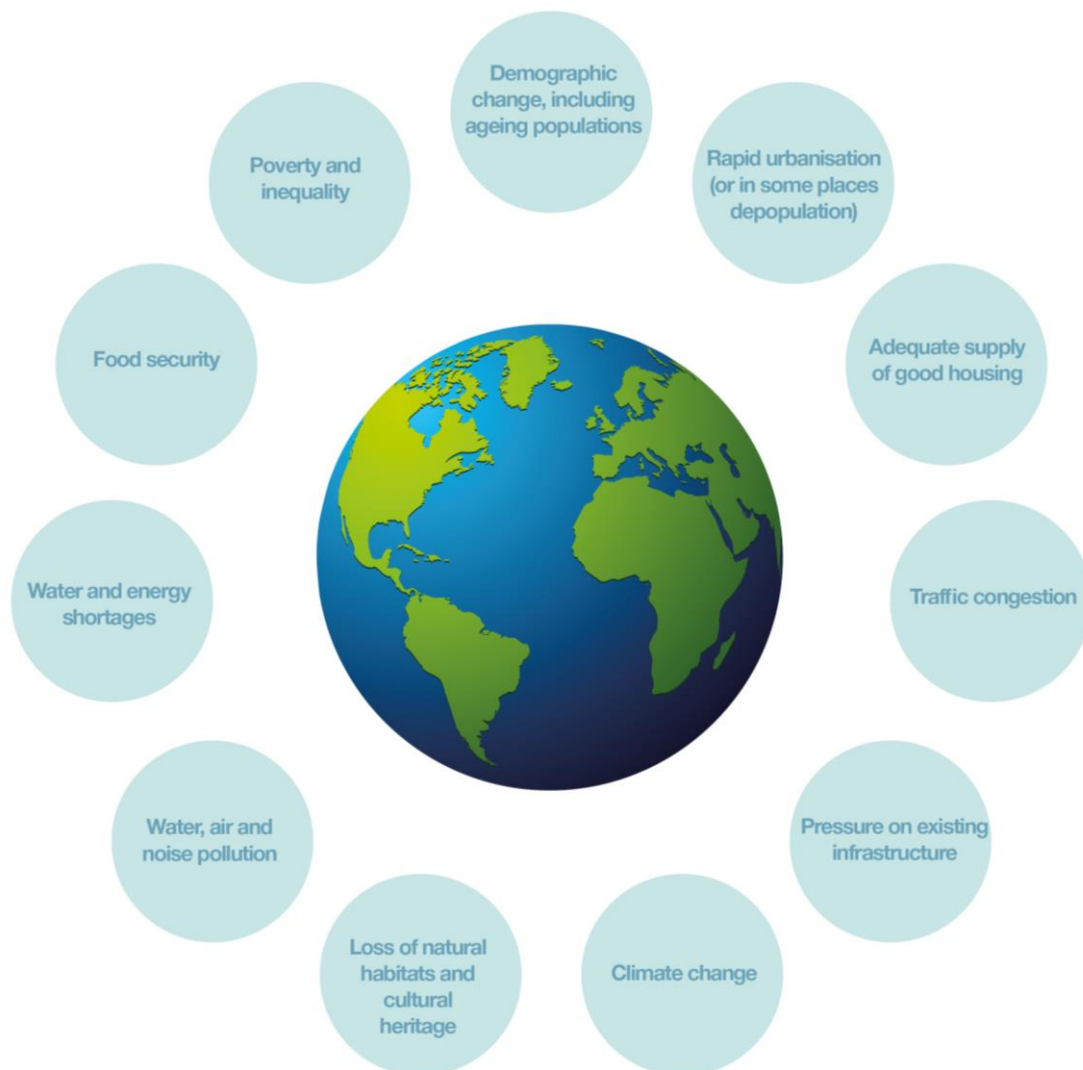 Demographic
change, including
ageing populations
Rapid urbanisation
(or in some places
depopulation)
Adequate supply
of good housing
Traffic congestion
Pressure on existing
infrastructure
Climate change
Loss of natural
habitats and
cultural
heritage
Water, air and
noise pollution
Water and energy
shortages
Food security
Poverty and
inequality